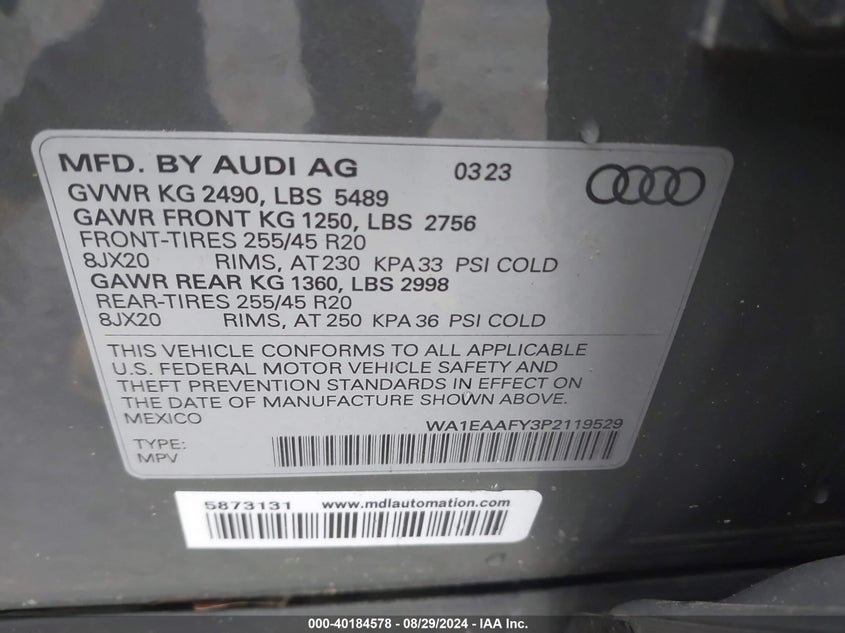 MFD. BY AUDI AG 0323
GVWR KG 2490, LBS 5489
GAWR FRONT KG 1250, LBS 2756
FRONT-TIRES 255/45 R20
8JX20 RIMS, AT 230 KPA 33 PSI COLD
GAWR REAR KG 1360, LBS 2998
REAR-TIRES 255/45 R20
8JX20 RIMS, AT 250 KPA 36 PSI COLD
THIS VEHICLE CONFORMS TO ALL APPLICABLE
U.S. FEDERAL MOTOR VEHICLE SAFETY AND
THEFT PREVENTION STANDARDS IN EFFECT ON
THE DATE OF MANUFACTURE SHOWN ABOVE.
MEXICO
WA1EAAFY3P2119529
TYPE:
MPV
5873131 www.mdlautomation.com
000-40184578 - 08/29/2024 - IAA Inc.